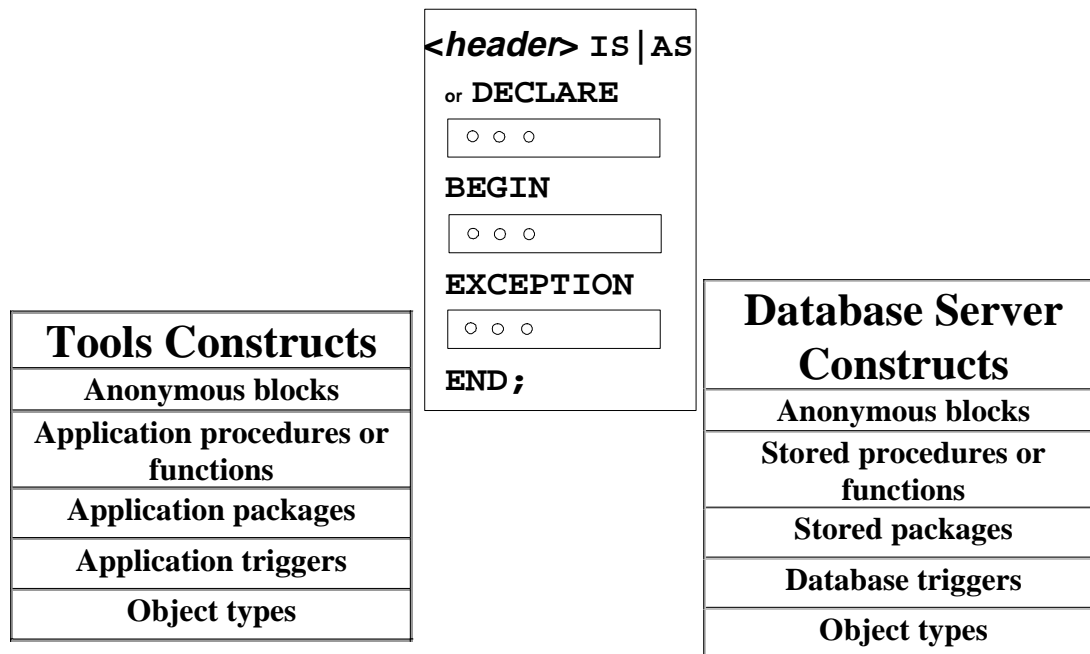 <header> IS|AS
or DECLARE
BEGIN
EXCEPTION
END;
Tools Constructs
Anonymous blocks
Application procedures or
functions
Application packages
Application triggers
Object types
Database Server
Constructs
Anonymous blocks
Stored procedures or
functions
Stored packages
Database triggers
Object types